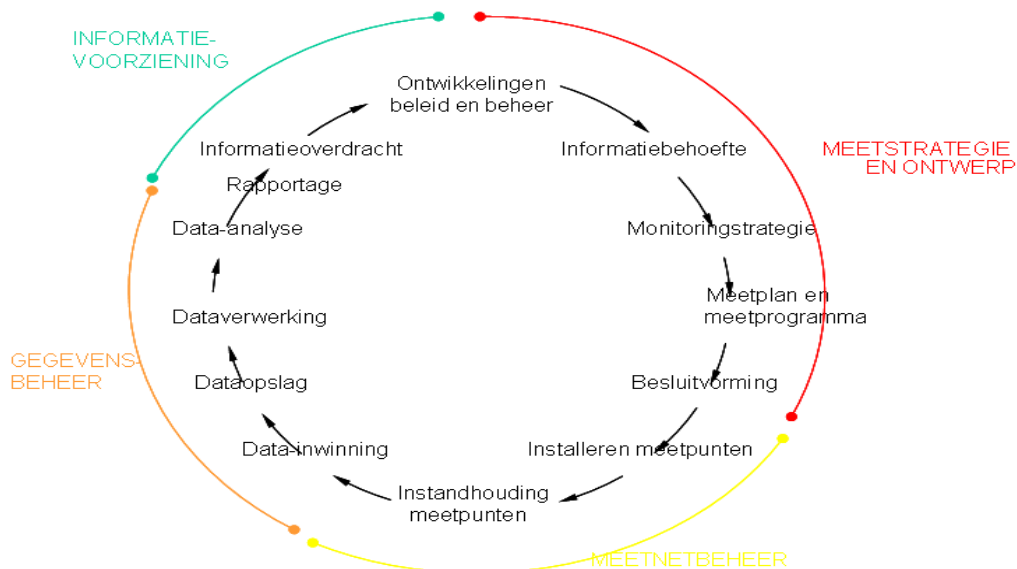 INFORMATIE-
VOORZIENING
Ontwikkelingen
beleid en beheer
Informatieoverdracht
Informatiebehoefte
MEETSTRATEGIE
EN ONTWERP
Rapportage
Data-analyse
Monitoringstrategie
Meetplan en
meetprogramma
Dataverwerking
GEGEVENS-
BEHEER
Dataopslag
Besluitvorming
Data-inwinning
Installeren meetpunten
Instandhouding
meetpunten
MEETNETBEHEER